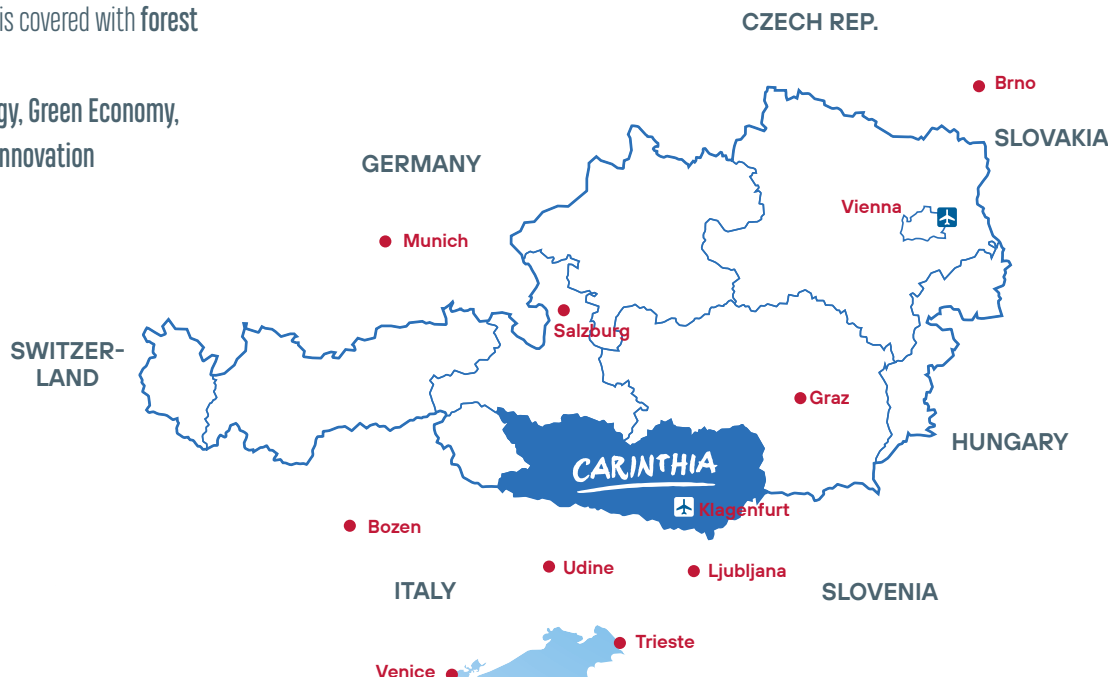 is covered with forest
gy, Green Economy,
nnovation
CZECH REP.
Brno
SLOVAKIA
GERMANY
Vienna
Munich
Salzburg
SWITZER-
LAND
Graz
HUNGARY
CARINTHIA
Klagenfurt
Bozen
Udine
Ljubljana
ITALY
SLOVENIA
Trieste
Venice